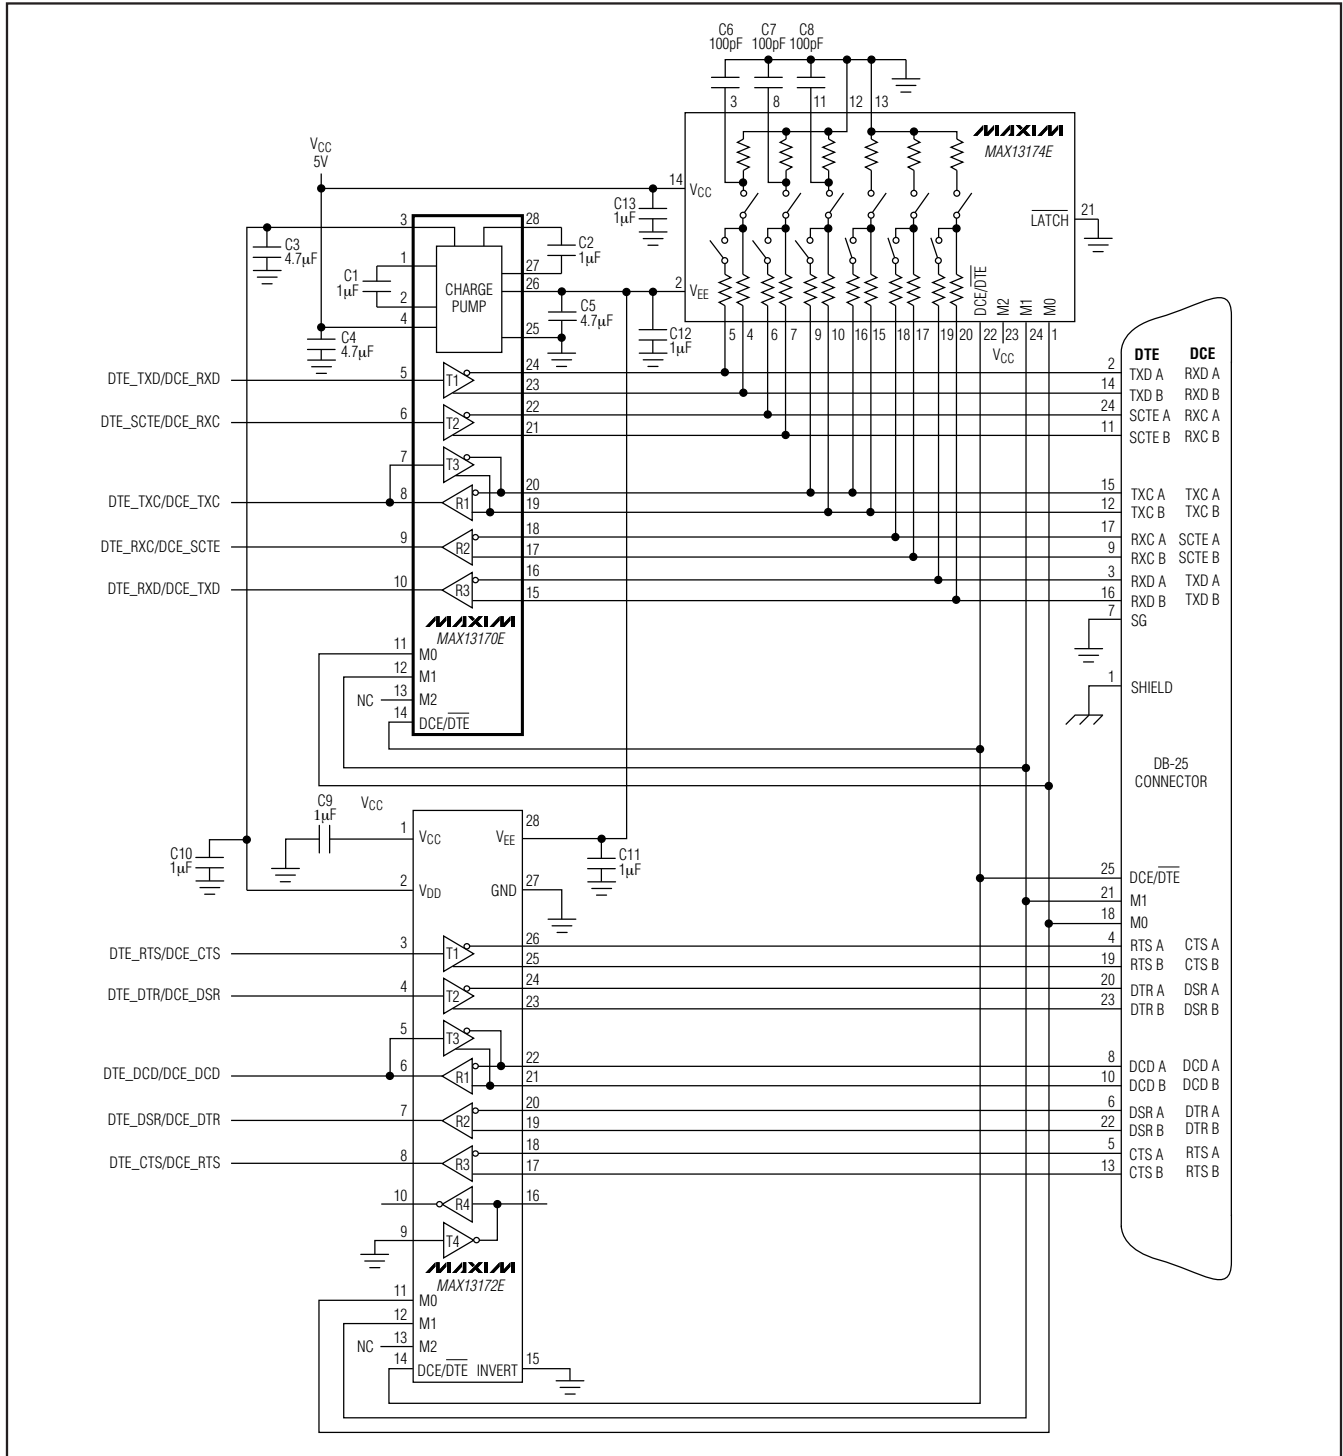 C6 C7 C8
100pF 100pF 100pF
3 8 11 12 13
MAXIM
MAX13174E
VCC
5V
14 VCC
C13
1μF
LATCH 21
3 28
C3
4.7μF
C2
1μF
1 27
C1
1μF
CHARGE
PUMP
26
2 VEE
2
4 25
C5
4.7μF
C12
1μF
C4
4.7μF
DCE/DTE M2 M1 M0
5 4 6 7 9 10 16 15 18 17 19 20 22 23 24 1
VCC
DTE DCE
DTE_TXD/DCE_RXD 5 T1 24 2 TXD A RXD A
23 14 TXD B RXD B
DTE_SCTE/DCE_RXC 6 T2 22 24 SCTE A RXC A
21 11 SCTE B RXC B
7 T3
DTE_TXC/DCE_TXC 8 R1 20 15 TXC A TXC A
19 12 TXC B TXC B
DTE_RXC/DCE_SCTE 9 R2 18 17 RXC A SCTE A
17 9 RXC B SCTE B
DTE_RXD/DCE_TXD 10 R3 16 3 RXD A TXD A
15 16 RXD B TXD B
7 SG
MAXIM
MAX13170E
11 M0
12 M1
NC 13 M2
14 DCE/DTE
1 SHIELD
DB-25
CONNECTOR
C9
1μF
VCC
1 VCC VEE 28
C10
1μF
C11
1μF
2 VDD GND 27
25 DCE/DTE
21 M1
18 M0
DTE_RTS/DCE_CTS 3 T1 26 4 RTS A CTS A
25 19 RTS B CTS B
DTE_DTR/DCE_DSR 4 T2 24 20 DTR A DSR A
23 23 DTR B DSR B
5 T3
DTE_DCD/DCE_DCD 6 R1 22 8 DCD A DCD A
21 10 DCD B DCD B
DTE_DSR/DCE_DTR 7 R2 20 6 DSR A DTR A
19 22 DSR B DTR B
DTE_CTS/DCE_RTS 8 R3 18 5 CTS A RTS A
17 13 CTS B RTS B
10 R4 16
9 T4
MAXIM
MAX13172E
11 M0
12 M1
NC 13 M2
14 DCE/DTE INVERT 15